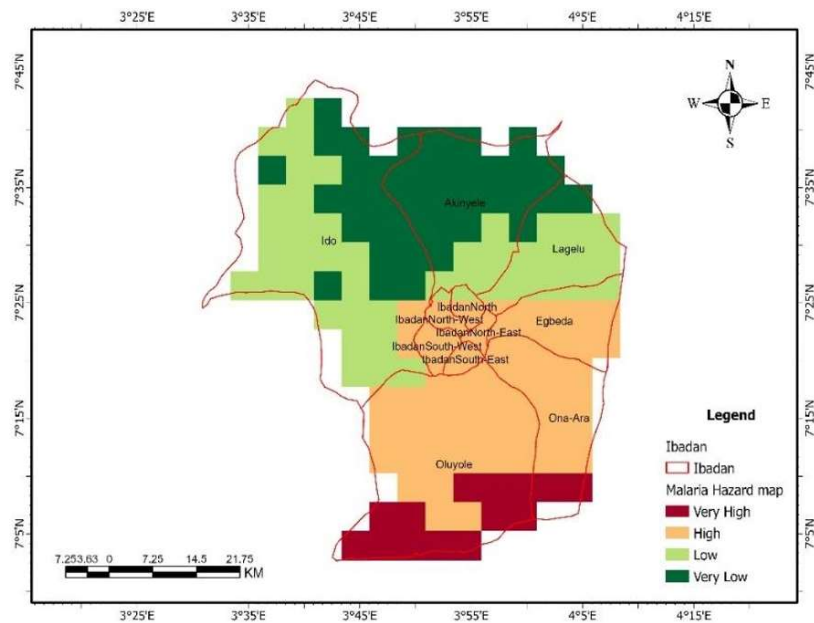 3°25'E 3°35'E 3°45'E 3°55'E 4°5'E 4°15'E
7°45'N 7°45'N
N
W E
S
7°35'N 7°35'N
Akinyele
Ido
Lagelu
7°25'N 7°25'N
IbadanNorth
IbadanNorth-West
Egbeda
IbadanNorth-East
IbadanSouth-West
IbadanSouth-East
7°15'N 7°15'N
Ona-Ara
Oluyole
7°5'N 7°5'N
Legend
Ibadan
Ibadan
Malaria Hazard map
Very High
High
Low
Very Low
7.253.63 0 7.25 14.5 21.75
KM
3°25'E 3°35'E 3°45'E 3°55'E 4°5'E 4°15'E